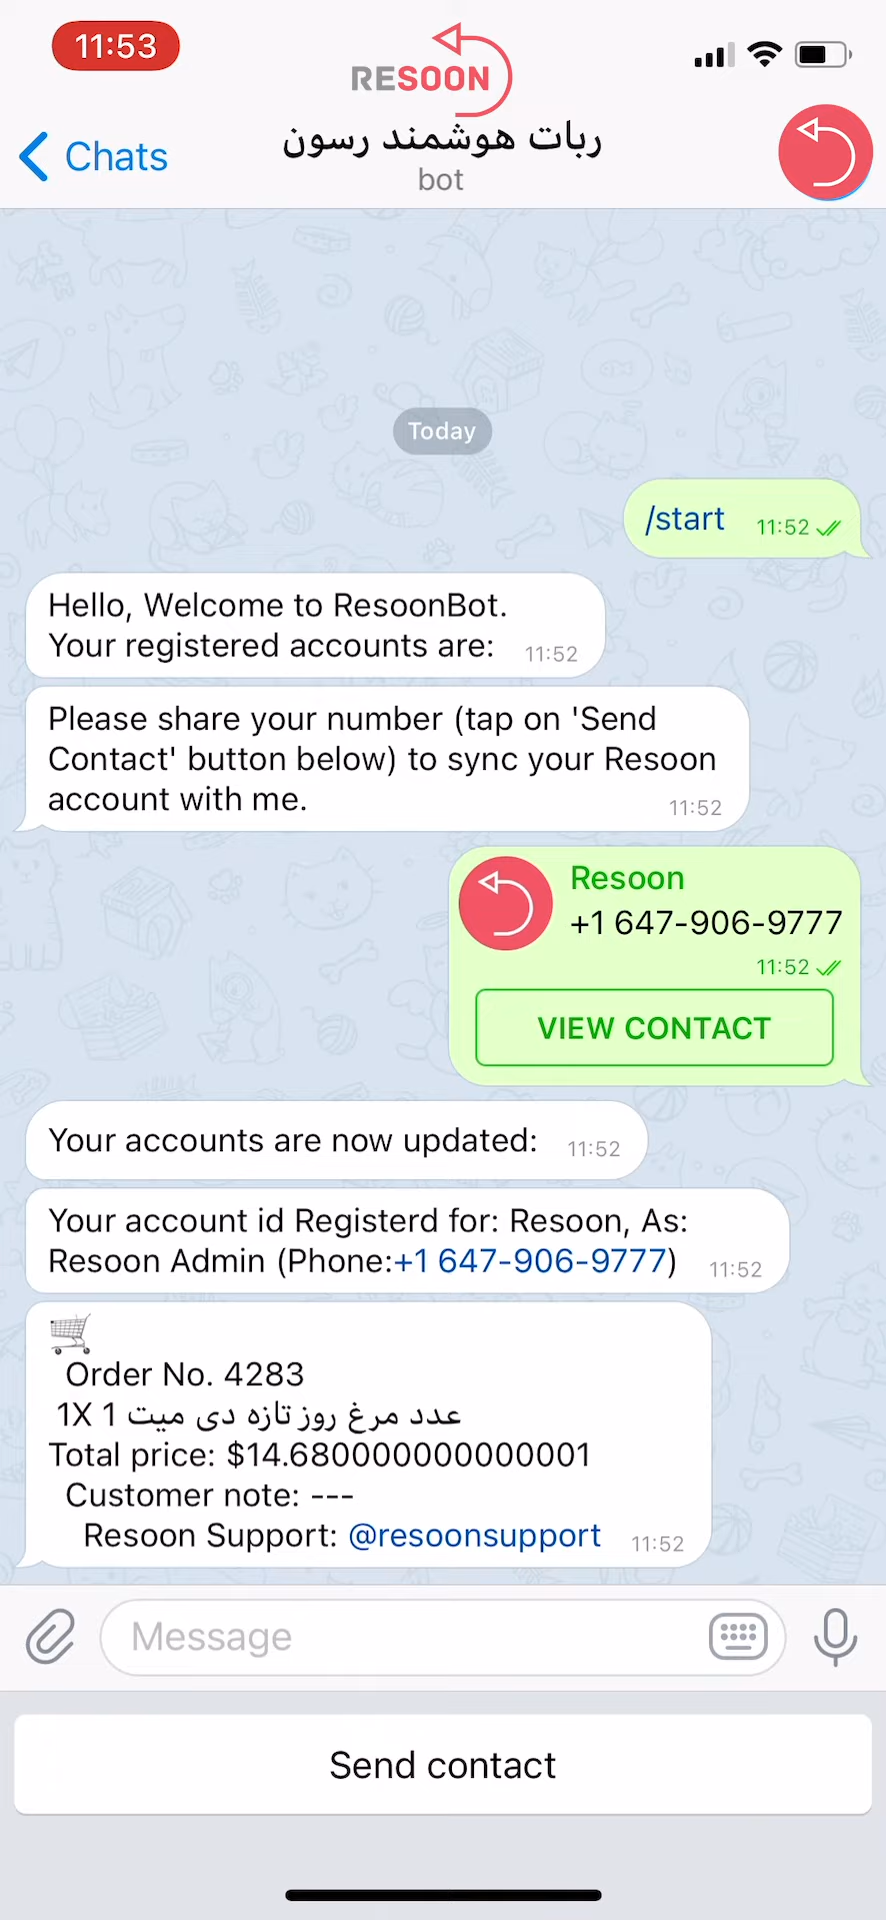 11:53
RESOON
Chats
ربات هوشمند رسون
bot
Today
/start 11:52
Hello, Welcome to ResoonBot.
Your registered accounts are: 11:52
Please share your number (tap on 'Send
Contact' button below) to sync your Resoon
account with me. 11:52
Resoon
+1 647-906-9777
11:52
VIEW CONTACT
Your accounts are now updated: 11:52
Your account id Registerd for: Resoon, As:
Resoon Admin (Phone:+1 647-906-9777) 11:52
Order No. 4283
1X 1 عدد مرغ روز تازه دی میت
Total price: $14.680000000000001
Customer note: ---
Resoon Support: @resoonsupport 11:52
Message
Send contact